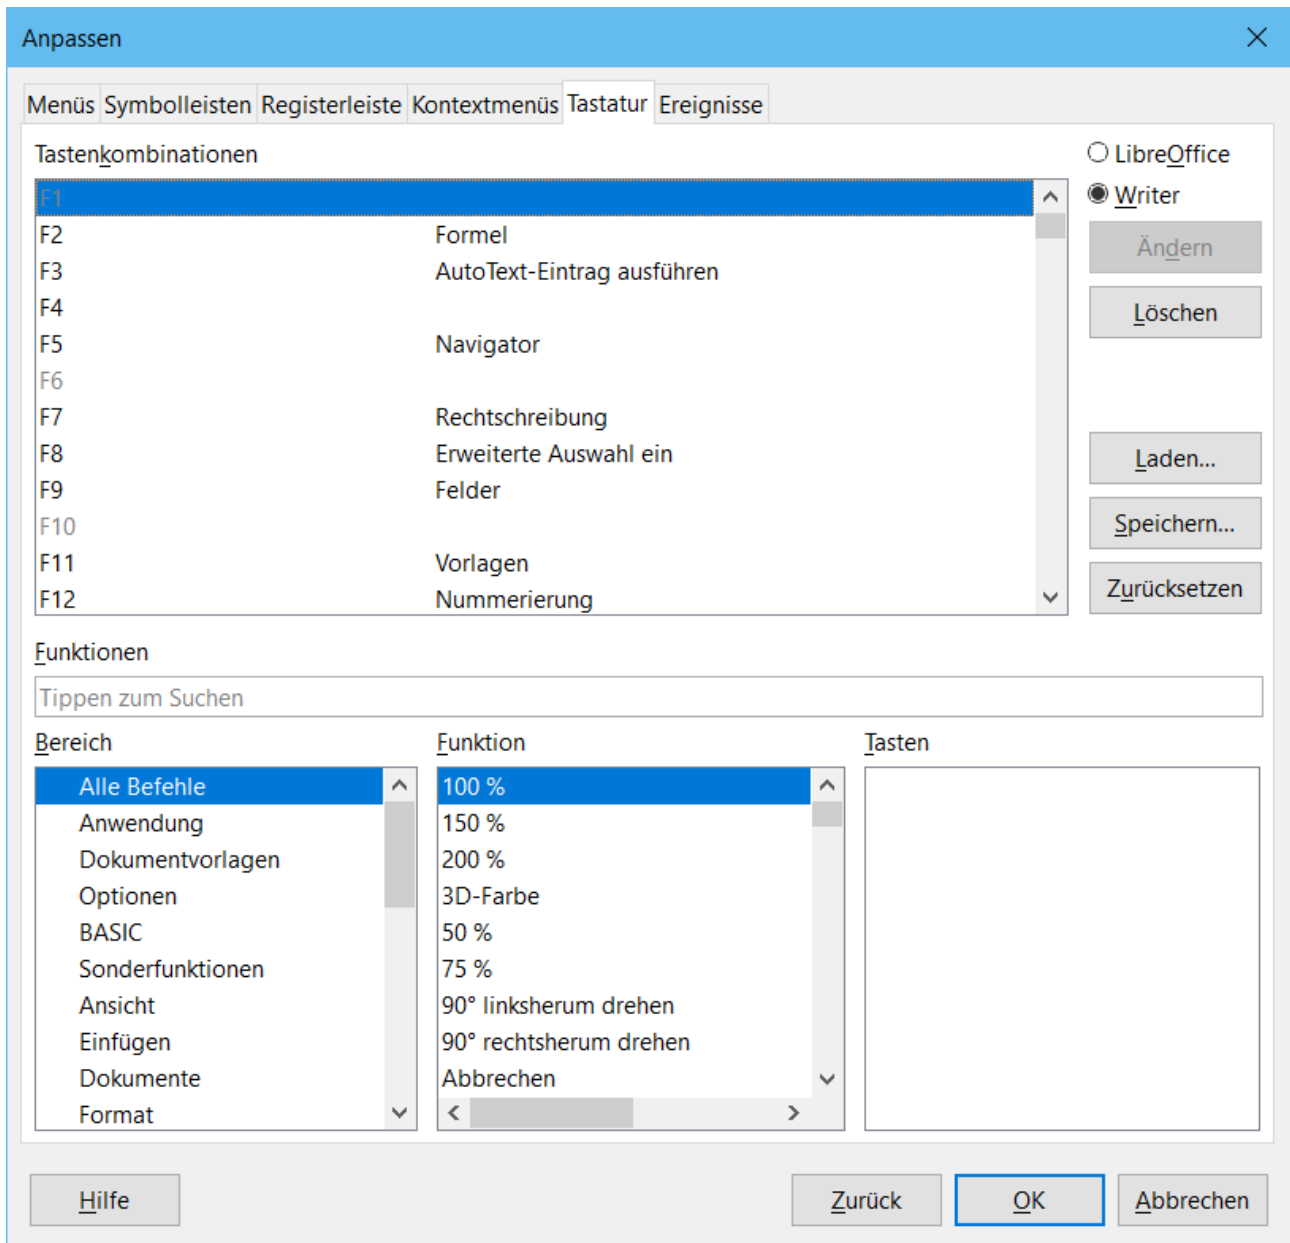 Anpassen
Menüs Symbolleisten Registerleiste Kontextmenüs Tastatur Ereignisse
Tastenkombinationen
LibreOffice
Writer
F1
F2 Formel
F3 AutoText-Eintrag ausführen
F4
F5 Navigator
F6
F7 Rechtschreibung
F8 Erweiterte Auswahl ein
F9 Felder
F10
F11 Vorlagen
F12 Nummerierung
Ändern
Löschen
Laden...
Speichern...
Zurücksetzen
Funktionen
Tippen zum Suchen
Bereich
Alle Befehle
Anwendung
Dokumentvorlagen
Optionen
BASIC
Sonderfunktionen
Ansicht
Einfügen
Dokumente
Format
Funktion
100 %
150 %
200 %
3D-Farbe
50 %
75 %
90° linksherum drehen
90° rechtsherum drehen
Abbrechen
Tasten
Hilfe
Zurück
OK
Abbrechen